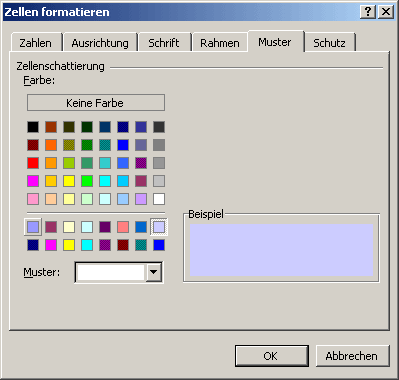 Zellen formatieren
Zahlen Ausrichtung Schrift Rahmen Muster Schutz
Zellenschattierung
Farbe:
Keine Farbe
Beispiel
Muster:
OK Abbrechen